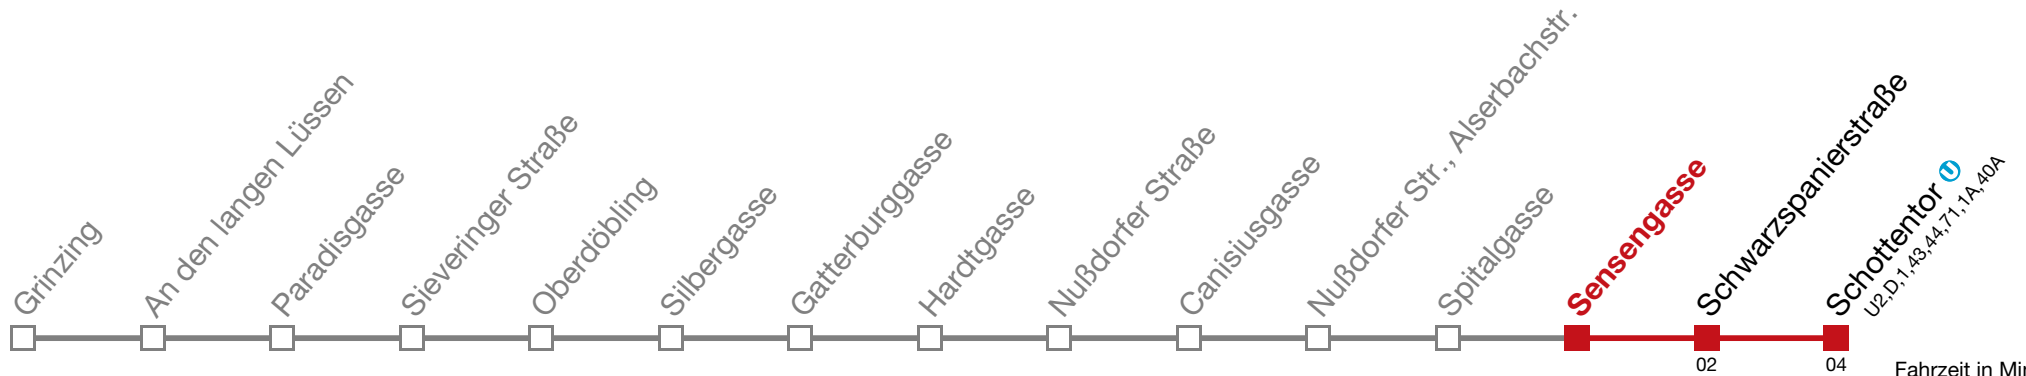 Grinzing
An den langen Lüssen
Paradisgasse
Sieveringer Straße
Oberdöbling
Silbergasse
Gatterburggasse
Hardtgasse
Nußdorfer Straße
Canisiusgasse
Nußdorfer Str., Alserbachstr.
Spitalgasse
Sensengasse
Schwarzspanierstraße
Schottentor U
U2,D,1,43,44,71,1A,40A
02
04
Fahrzeit in Min